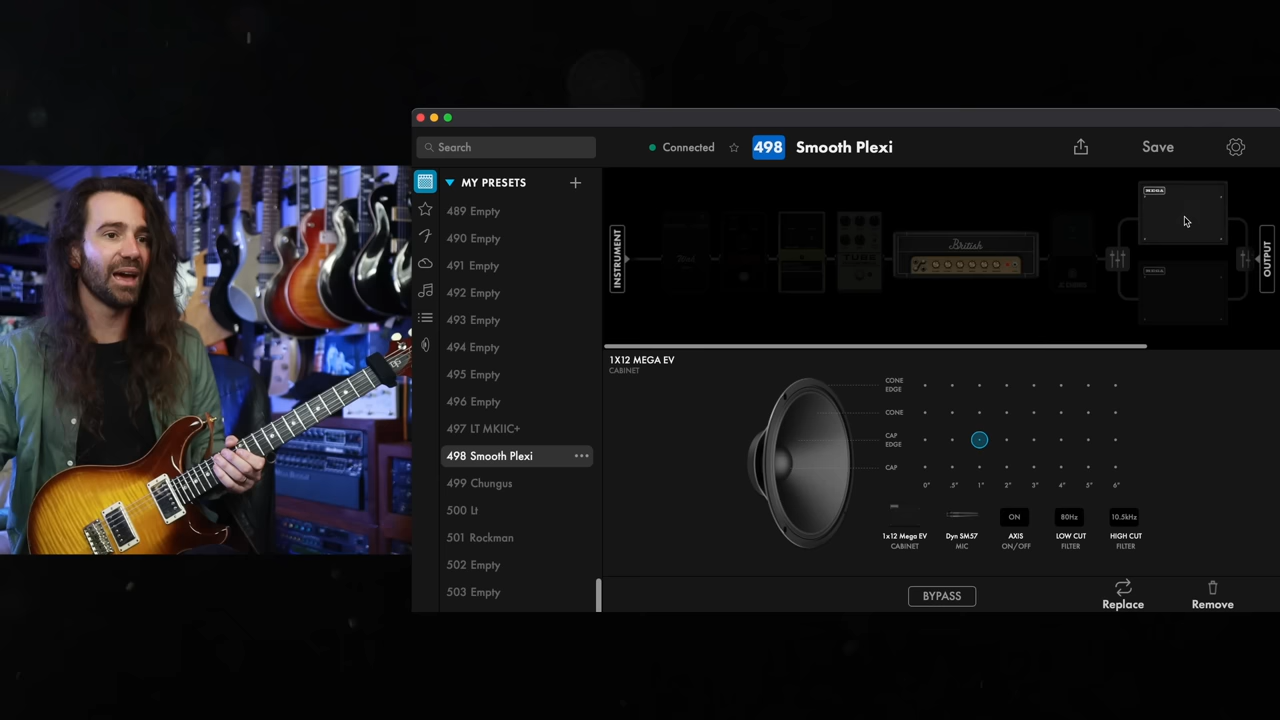 Search
Connected
498
Smooth Plexi
Save
MY PRESETS
489 Empty
490 Empty
491 Empty
492 Empty
493 Empty
494 Empty
495 Empty
496 Empty
497 LT MKIIC+
498 Smooth Plexi
499 Chungus
500 Lt
501 Rockman
502 Empty
503 Empty
INSTRUMENT
British
OUTPUT
1X12 MEGA EV
CABINET
CONE EDGE
CONE
CAP EDGE
CAP
0" .5" 1" 2" 3" 4" 5" 6"
ON
80Hz
10.5kHz
1x12 Mega EV
Dyn SM57
AXIS
LOW CUT
HIGH CUT
CABINET
MIC
ON/OFF
FILTER
FILTER
BYPASS
Replace
Remove